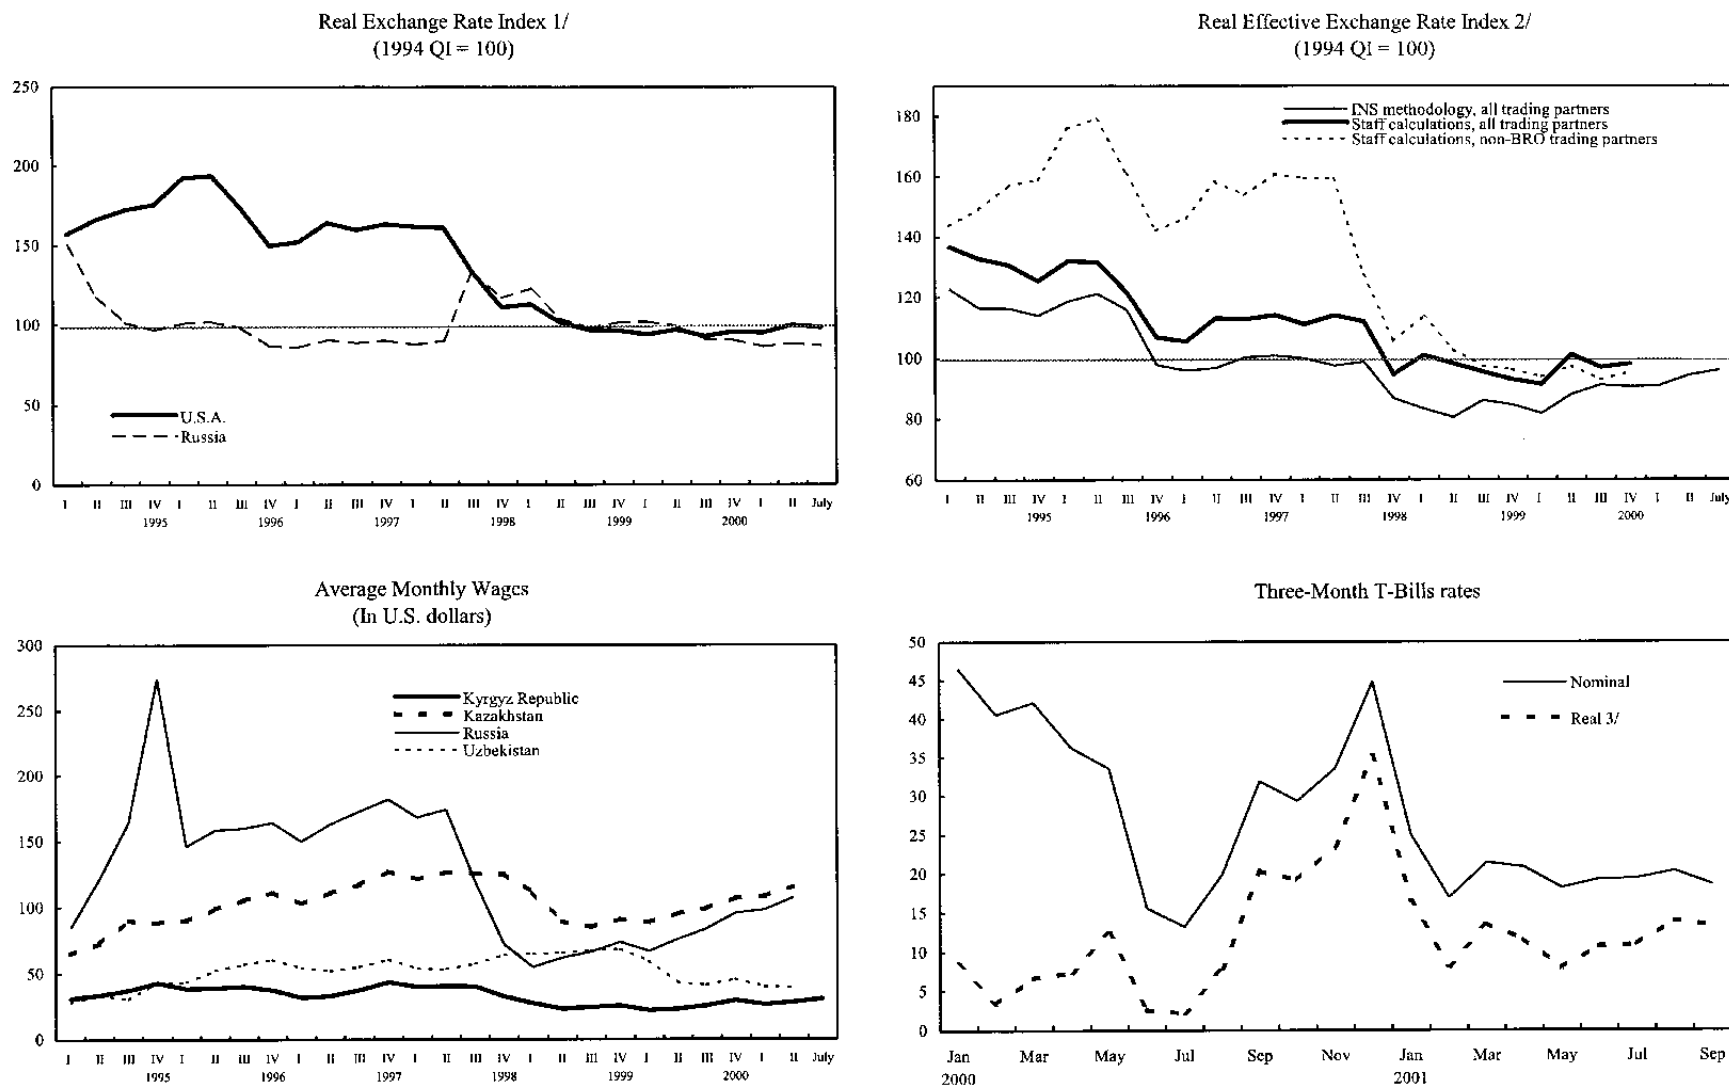 Real Exchange Rate Index 1/
(1994 QI = 100)
250
200
150
100
50
0
U.S.A.
Russia
I II III IV I II III IV I II III IV I II III IV I II III IV I II III IV I II July
1995 1996 1997 1998 1999 2000
Real Effective Exchange Rate Index 2/
(1994 QI = 100)
180
160
140
120
100
80
60
INS methodology, all trading partners
Staff calculations, all trading partners
Staff calculations, non-BRO trading partners
I II III IV I II III IV I II III IV I II III IV I II III IV I II III IV I II July
1995 1996 1997 1998 1999 2000
Average Monthly Wages
(In U.S. dollars)
300
250
200
150
100
50
0
Kyrgyz Republic
Kazakhstan
Russia
Uzbekistan
I II III IV I II III IV I II III IV I II III IV I II III IV I II III IV I II July
1995 1996 1997 1998 1999 2000
Three-Month T-Bills rates
50
45
40
35
30
25
20
15
10
5
0
Nominal
Real 3/
Jan Mar May Jul Sep Nov Jan Mar May Jul Sep
2000 2001